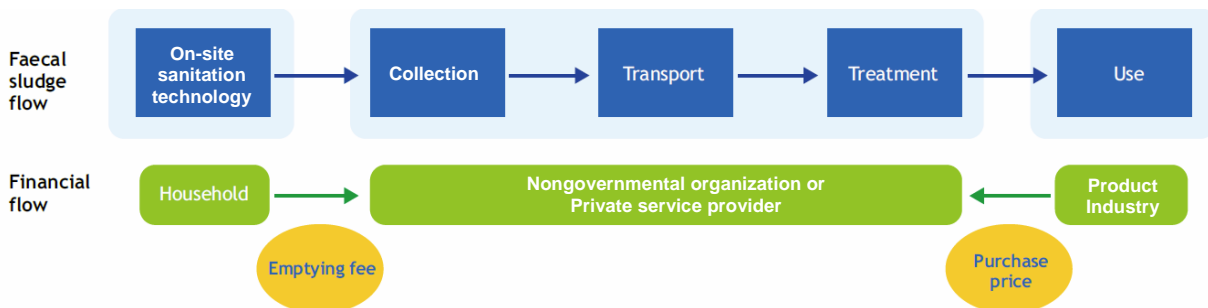 Faecal
sludge
flow
On-site
sanitation
technology
Collection
Transport
Treatment
Use
Financial
flow
Household
Nongovernmental organization or
Private service provider
Product
Industry
Emptying fee
Purchase
price